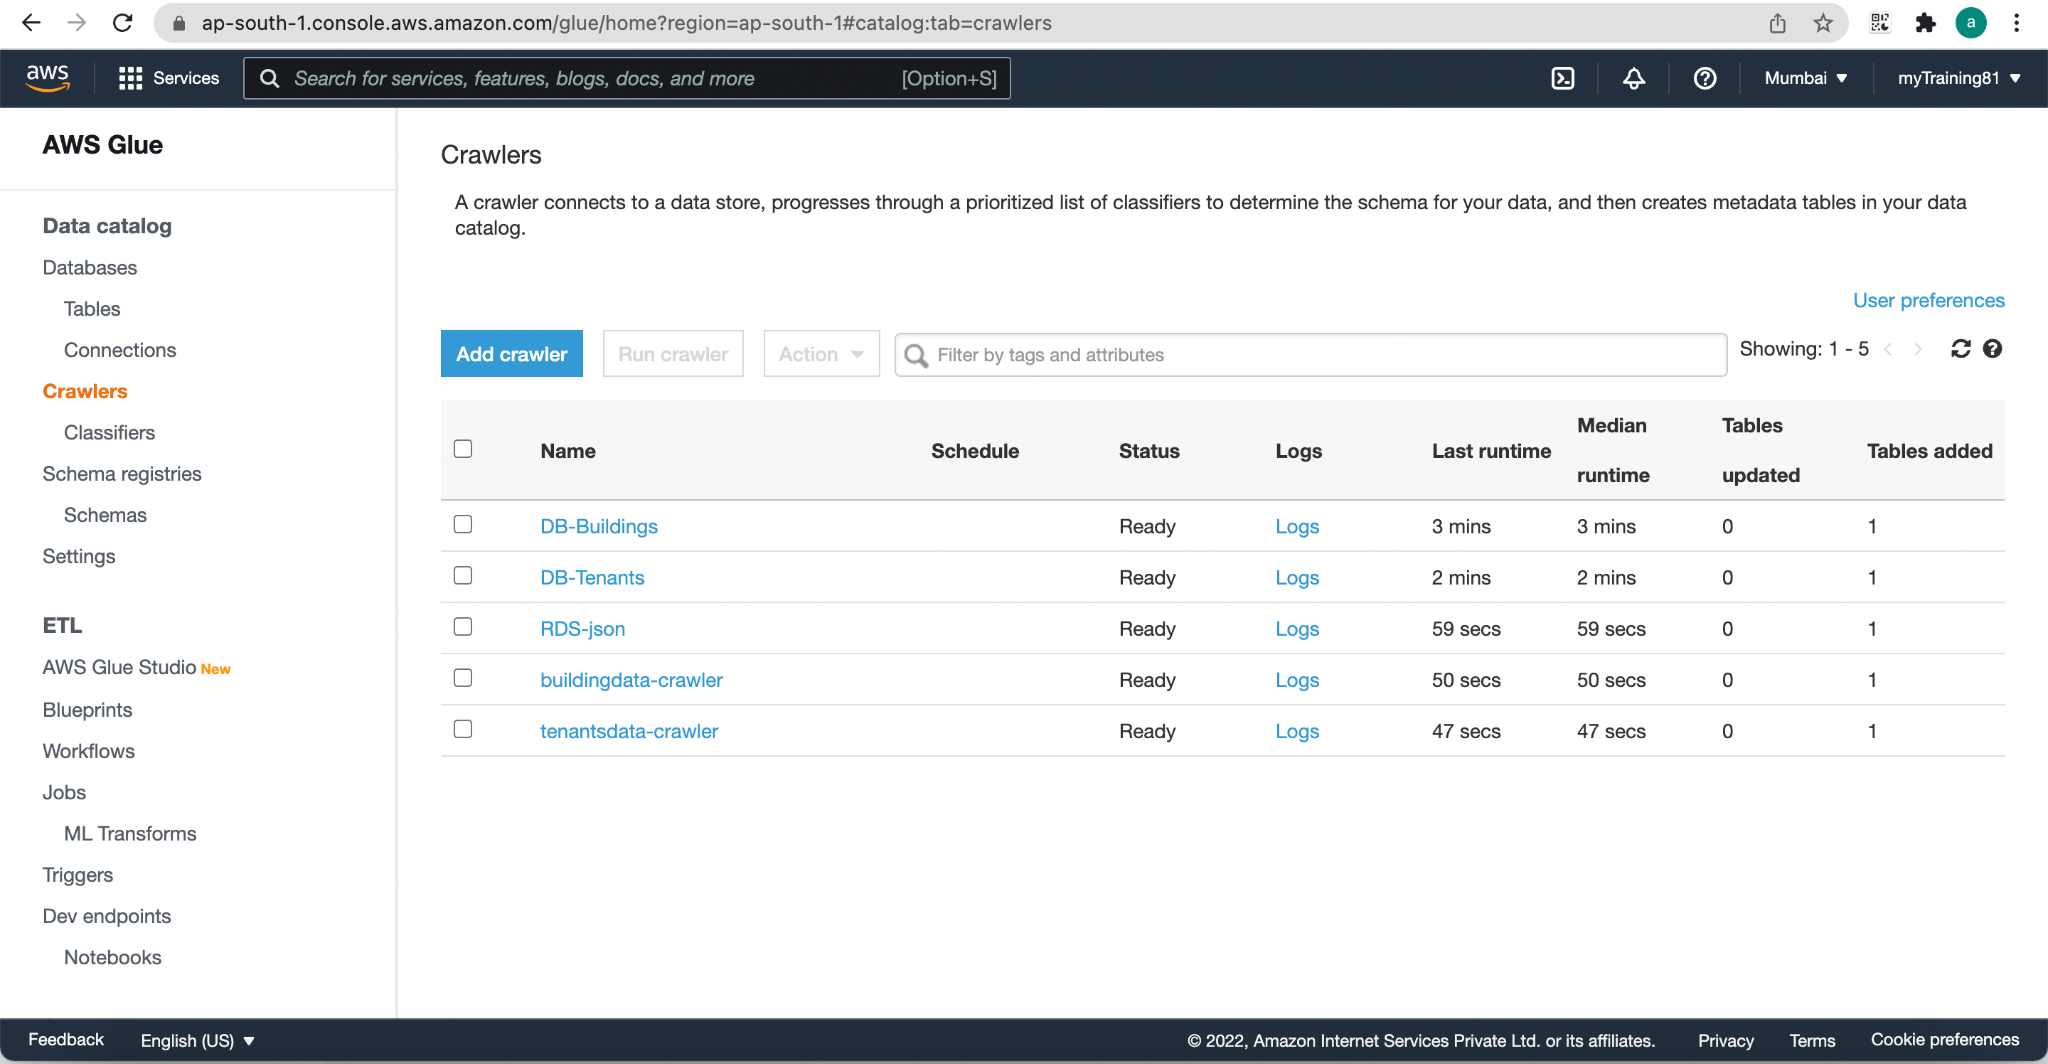 ap-south-1.console.aws.amazon.com/glue/home?region=ap-south-1#catalog:tab=crawlers
a
aws
Services
Search for services, features, blogs, docs, and more
[Option+S]
Mumbai
myTraining81
AWS Glue
Data catalog
Databases
Tables
Connections
Crawlers
Classifiers
Schema registries
Schemas
Settings
ETL
AWS Glue Studio New
Blueprints
Workflows
Jobs
ML Transforms
Triggers
Dev endpoints
Notebooks
Crawlers
A crawler connects to a data store, progresses through a prioritized list of classifiers to determine the schema for your data, and then creates metadata tables in your data
catalog.
User preferences
Add crawler
Run crawler
Action
Filter by tags and attributes
Showing: 1 - 5
Name Schedule Status Logs Last runtime Median runtime Tables updated Tables added
DB-Buildings Ready Logs 3 mins 3 mins 0 1
DB-Tenants Ready Logs 2 mins 2 mins 0 1
RDS-json Ready Logs 59 secs 59 secs 0 1
buildingdata-crawler Ready Logs 50 secs 50 secs 0 1
tenantsdata-crawler Ready Logs 47 secs 47 secs 0 1
Feedback
English (US)
© 2022, Amazon Internet Services Private Ltd. or its affiliates.
Privacy
Terms
Cookie preferences